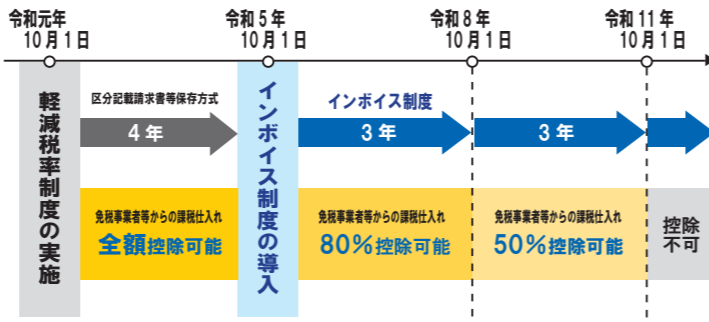 令和元年
10月1日
令和5年
10月1日
令和8年
10月1日
令和11年
10月1日
軽減税率制度の実施
区分記載請求書等保存方式
4年
インボイス制度の導入
インボイス制度
3年
3年
免税事業者等からの課税仕入れ
全額控除可能
免税事業者等からの課税仕入れ
80%控除可能
免税事業者等からの課税仕入れ
50%控除可能
控除
不可